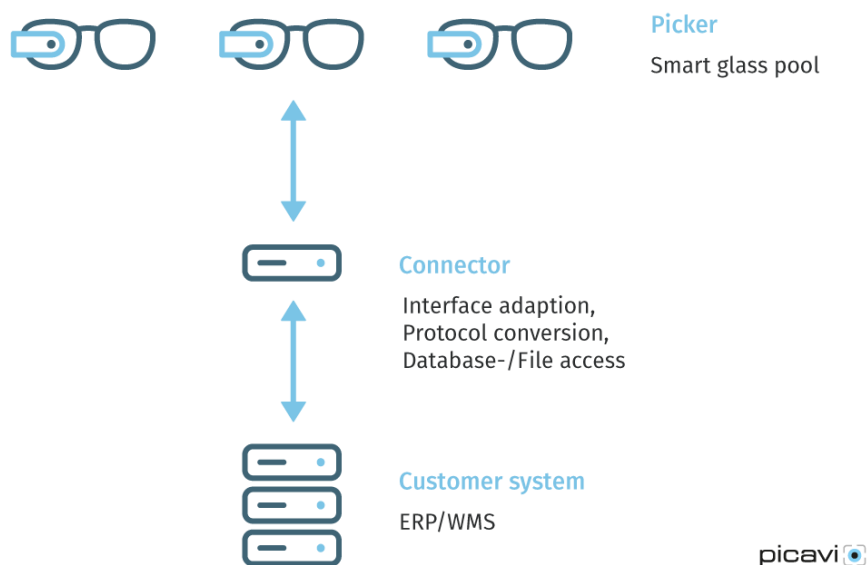 Picker
Smart glass pool
Connector
Interface adaption,
Protocol conversion,
Database-/File access
Customer system
ERP/WMS
picavi